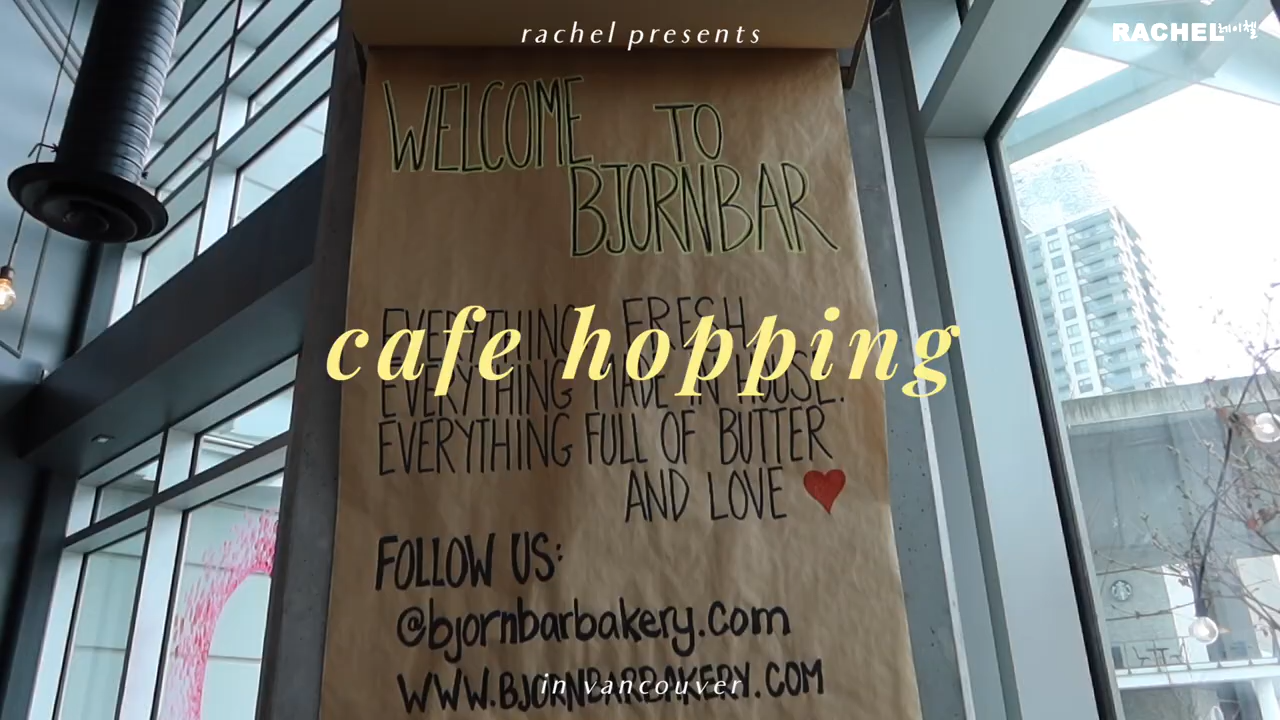 rachel presents
RACHEL레이첼
WELCOME TO
BJORNBAR
EVERYTHING FRESH
cafe hopping
EVERYTHING MADE IN HOUSE.
EVERYTHING FULL OF BUTTER
AND LOVE
FOLLOW US:
@bjornbarbakery.com
WWW.BJORNBARBAKERY.COM
in vancouver